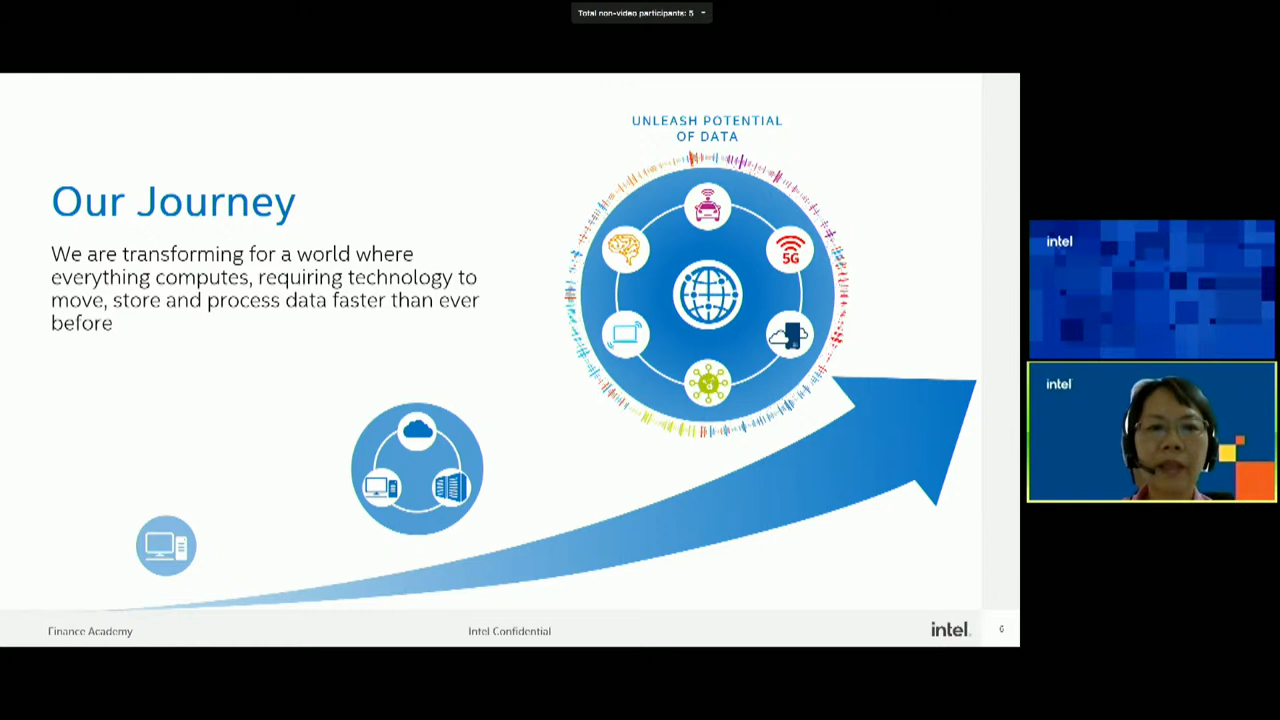 Total non-video participants: 5
UNLEASH POTENTIAL
OF DATA
Our Journey
We are transforming for a world where
everything computes, requiring technology to
move, store and process data faster than ever
before
5G
intel
intel
Finance Academy
Intel Confidential
intel.
6